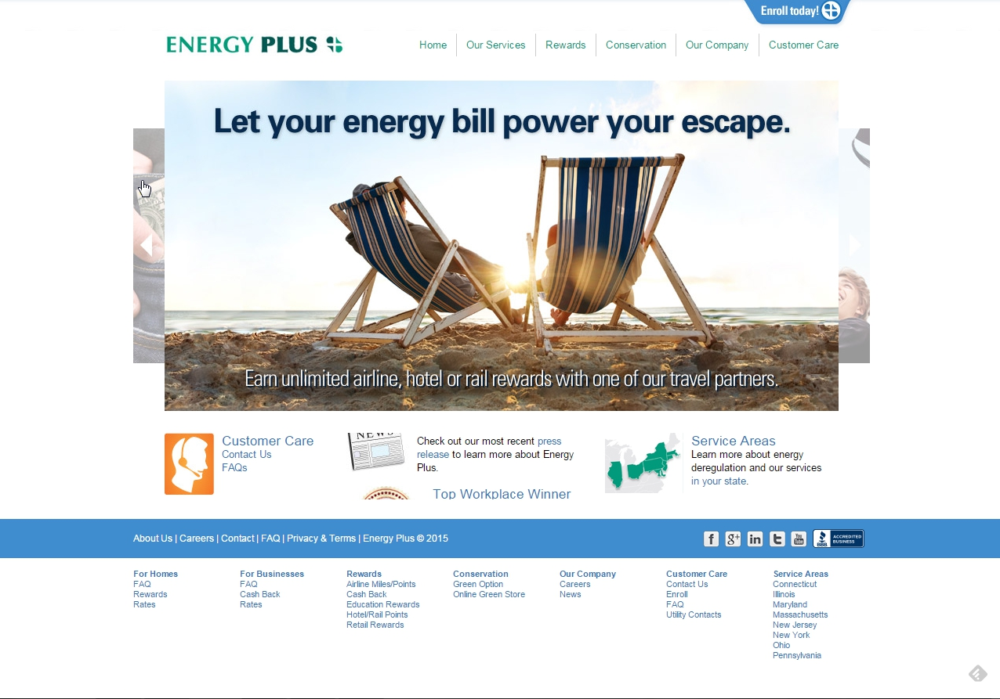 Enroll today!
ENERGY PLUS
Home
Our Services
Rewards
Conservation
Our Company
Customer Care
Let your energy bill power your escape.
Earn unlimited airline, hotel or rail rewards with one of our travel partners.
Customer Care
Contact Us
FAQs
NEWS
Check out our most recent press
release to learn more about Energy
Plus.
Top Workplace Winner
Service Areas
Learn more about energy
deregulation and our services
in your state.
About Us | Careers | Contact | FAQ | Privacy & Terms | Energy Plus © 2015
f
g+
in
t
You
Tube
BBB
ACCREDITED
BUSINESS
For Homes
FAQ
Rewards
Rates
For Businesses
FAQ
Cash Back
Rates
Rewards
Airline Miles/Points
Cash Back
Education Rewards
Hotel/Rail Points
Retail Rewards
Conservation
Green Option
Online Green Store
Our Company
Careers
News
Customer Care
Contact Us
Enroll
FAQ
Utility Contacts
Service Areas
Connecticut
Illinois
Maryland
Massachusetts
New Jersey
New York
Ohio
Pennsylvania